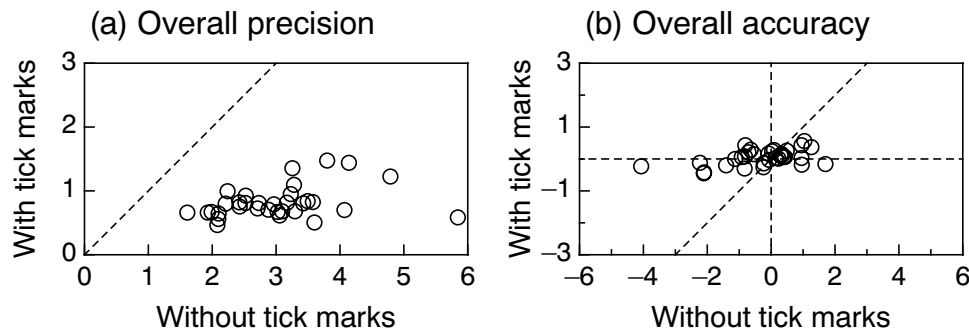 (a) Overall precision
With tick marks
3
2
1
0
0 1 2 3 4 5 6
Without tick marks
(b) Overall accuracy
With tick marks
3
1
−1
−3
−6 −4 −2 0 2 4 6
Without tick marks